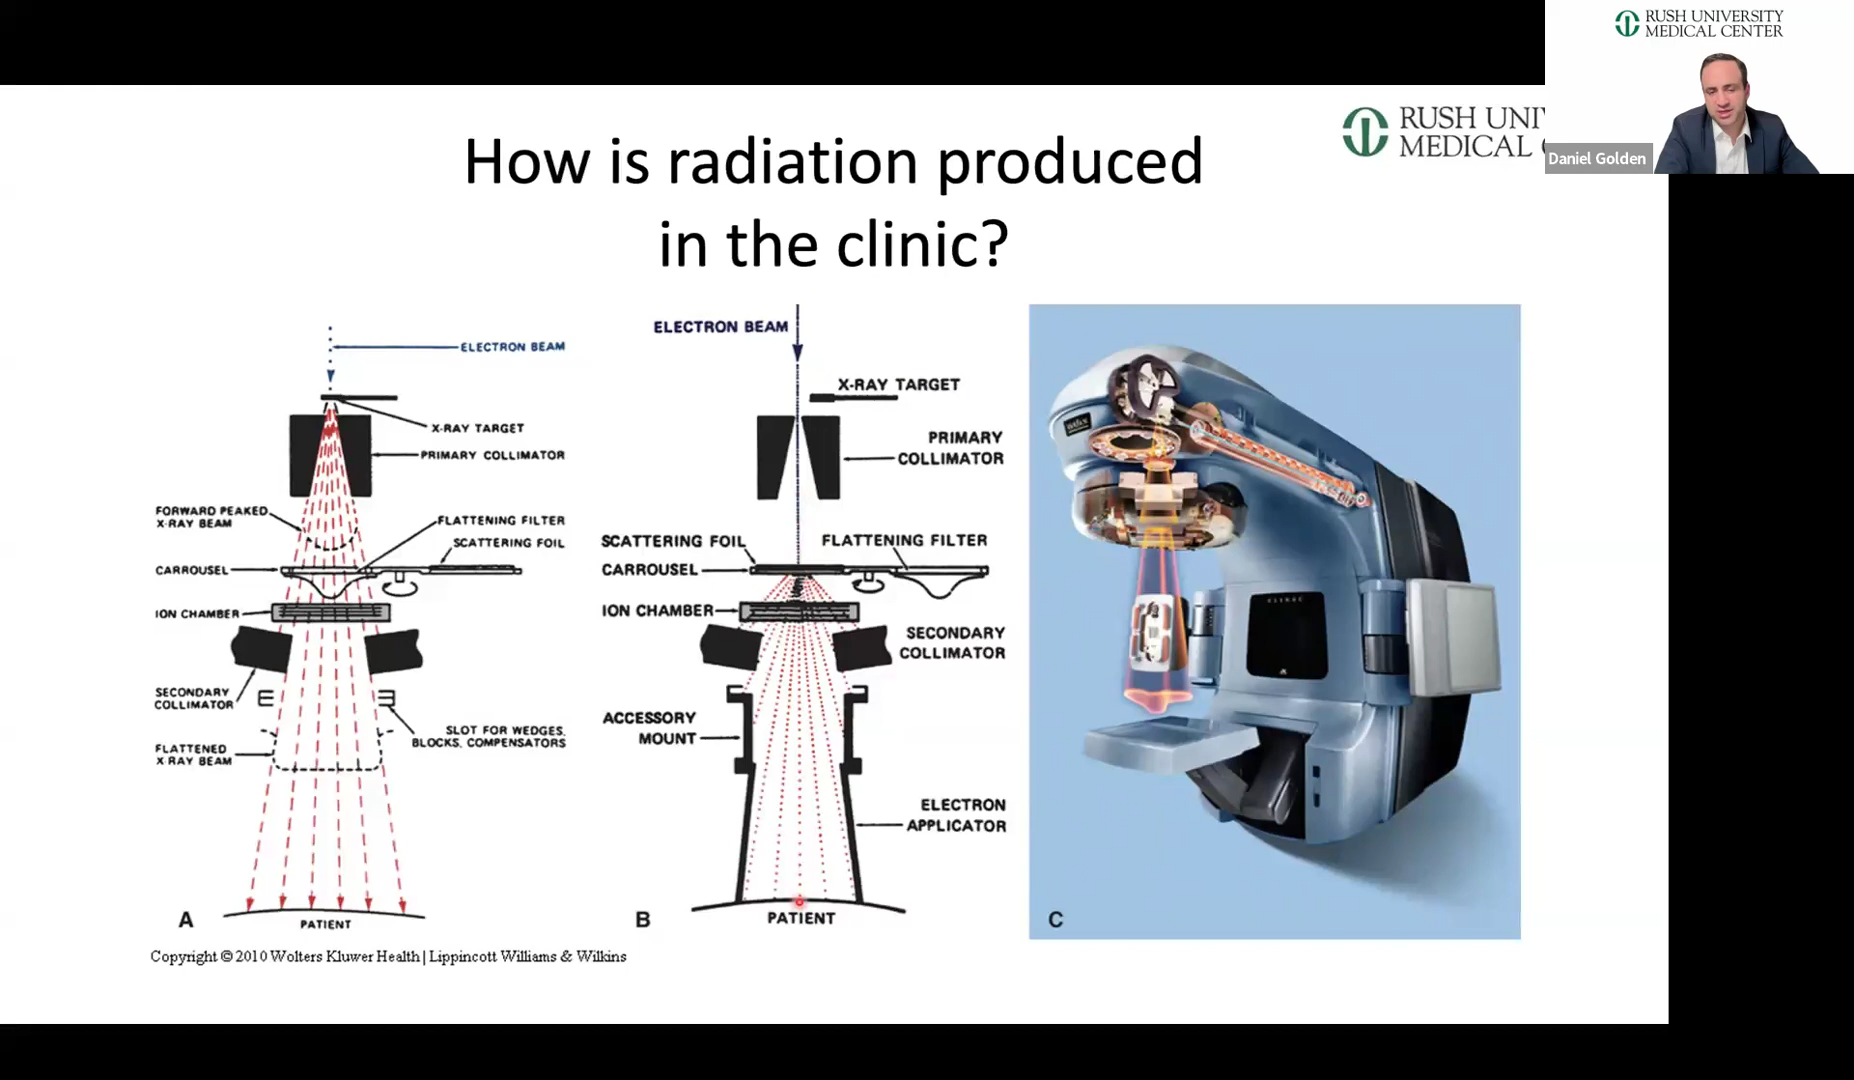 RUSH UNIVERSITY
MEDICAL CENTER
Daniel Golden
RUSH UNI
MEDICAL
How is radiation produced
in the clinic?
ELECTRON BEAM
X-RAY TARGET
PRIMARY COLLIMATOR
FORWARD PEAKED
X-RAY BEAM
FLATTENING FILTER
SCATTERING FOIL
CARROUSEL
ION CHAMBER
SECONDARY
COLLIMATOR
SLOT FOR WEDGES,
BLOCKS, COMPENSATORS
FLATTENED
X-RAY BEAM
A
PATIENT
ELECTRON BEAM
X-RAY TARGET
PRIMARY
COLLIMATOR
SCATTERING FOIL
FLATTENING FILTER
CARROUSEL
ION CHAMBER
SECONDARY
COLLIMATOR
ACCESSORY
MOUNT
ELECTRON
APPLICATOR
B
PATIENT
CLINAC
C
Copyright © 2010 Wolters Kluwer Health | Lippincott Williams & Wilkins